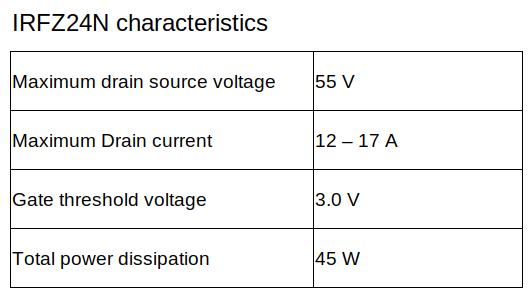 IRFZ24N characteristics
Maximum drain source voltage 55 V
Maximum Drain current 12 – 17 A
Gate threshold voltage 3.0 V
Total power dissipation 45 W